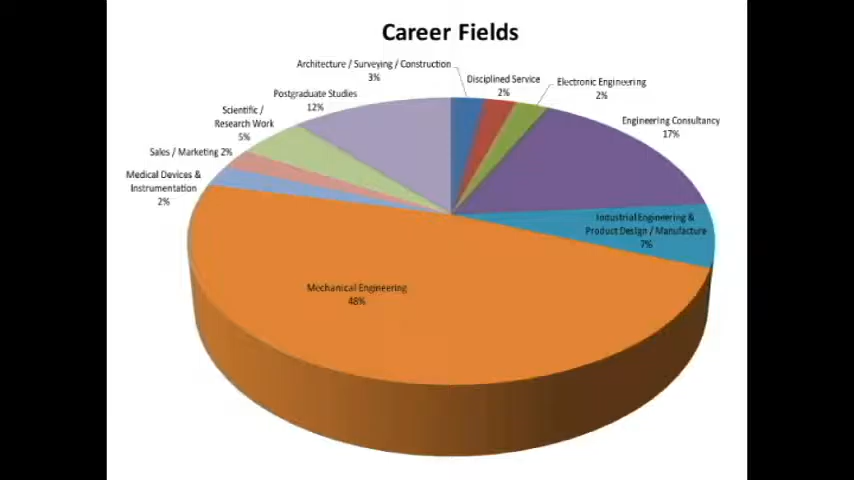 Career Fields
Architecture / Surveying / Construction
3%
Disciplined Service
2%
Electronic Engineering
2%
Postgraduate Studies
12%
Engineering Consultancy
17%
Scientific /
Research Work
5%
Sales / Marketing 2%
Medical Devices &
Instrumentation
2%
Industrial Engineering &
Product Design / Manufacture
7%
Mechanical Engineering
48%